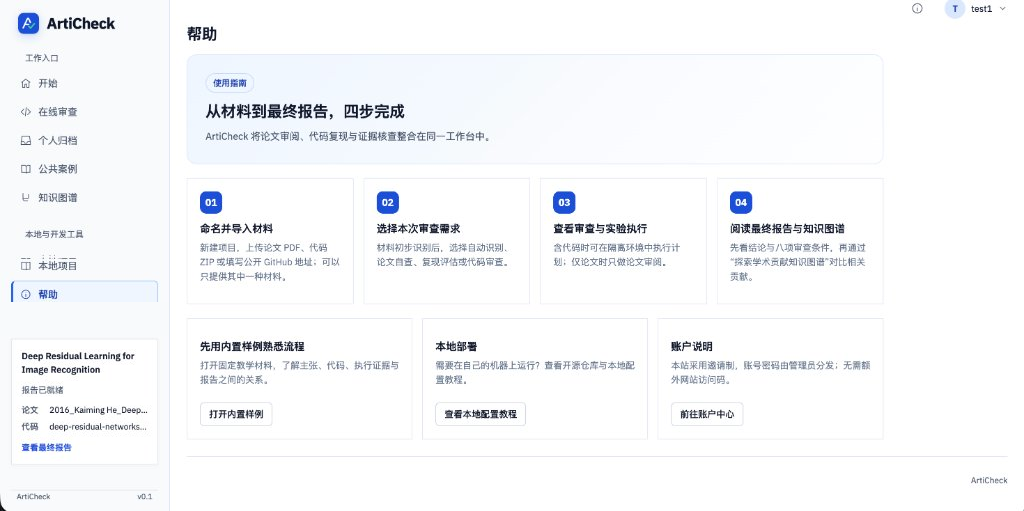 ArtiCheck
工作入口
开始
在线审查
个人归档
公共案例
知识图谱
本地与开发工具
本地项目
帮助
Deep Residual Learning for
Image Recognition
报告已就绪
论文 2016_Kaiming He_Deep...
代码 deep-residual-networks...
查看最终报告
ArtiCheck v0.1
T test1
帮助
使用指南
从材料到最终报告，四步完成
ArtiCheck 将论文审阅、代码复现与证据核查整合在同一工作台中。
01
命名并导入材料
新建项目，上传论文 PDF、代码
ZIP 或填写公开 GitHub 地址；可以
只提供其中一种材料。
02
选择本次审查需求
材料初步识别后，选择自动识别、
论文自查、复现评估或代码审查。
03
查看审查与实验执行
含代码时可在隔离环境中执行计
划；仅论文时只做论文审阅。
04
阅读最终报告与知识图谱
先看结论与八项审查条件，再通过
“探索学术贡献知识图谱”对比相关
贡献。
先用内置样例熟悉流程
打开固定教学材料，了解主张、代码、执行证据与
报告之间的关系。
打开内置样例
本地部署
需要在自己的机器上运行？查看开源仓库与本地配
置教程。
查看本地配置教程
账户说明
本站采用邀请制，账号密码由管理员分发；无需额
外网站访问码。
前往账户中心
ArtiCheck